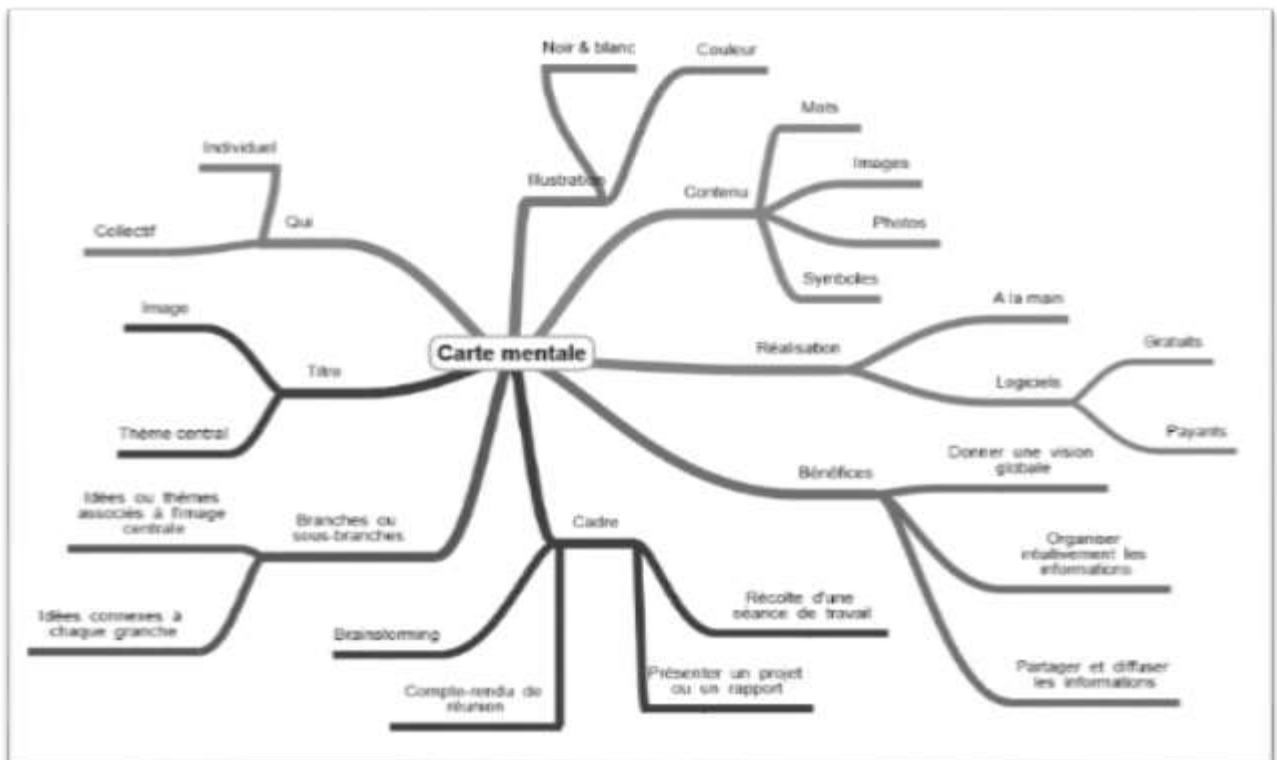 Noir & blanc
Couleur
Mots
Individuel
Images
Illustration
Contenu
Collectif
Qui
Photos
Symboles
A la main
Image
Gratuits
Carte mentale
Réalisation
Titre
Logiciels
Thème central
Payants
Donner une vision
globale
Bénéfices
Idées ou thèmes
associés à l'image
centrale
Branches ou
sous-branches
Cadre
Organiser
intuitivement les
informations
Récolte d'une
séance de travail
Idées connexes à
chaque granche
Brainstorming
Partager et diffuser
les informations
Présenter un projet
ou un rapport
Compte-rendu de
réunion